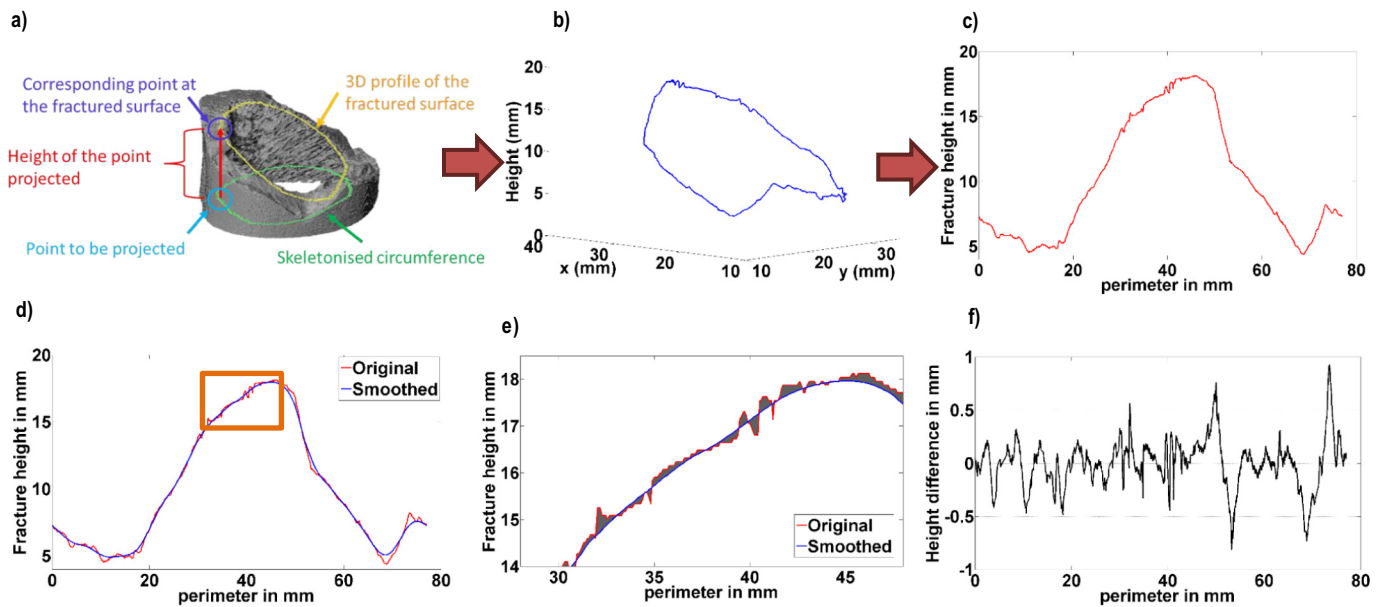 a)
Corresponding point at
the fractured surface
3D profile of the
fractured surface
Height of the point
projected
Point to be projected
Skeletonised circumference
b)
Height (mm)
20
15
10
5
0
40
30
20
10
x (mm)
10
20
30
y (mm)
c)
Fracture height in mm
20
15
10
5
0
20
40
60
80
perimeter in mm
d)
Fracture height in mm
20
15
10
5
Original
Smoothed
0
20
40
60
80
perimeter in mm
e)
Fracture height in mm
18
17
16
15
14
Original
Smoothed
30
35
40
45
perimeter in mm
f)
Height difference in mm
1
0.5
0
-0.5
-1
0
20
40
60
80
perimeter in mm